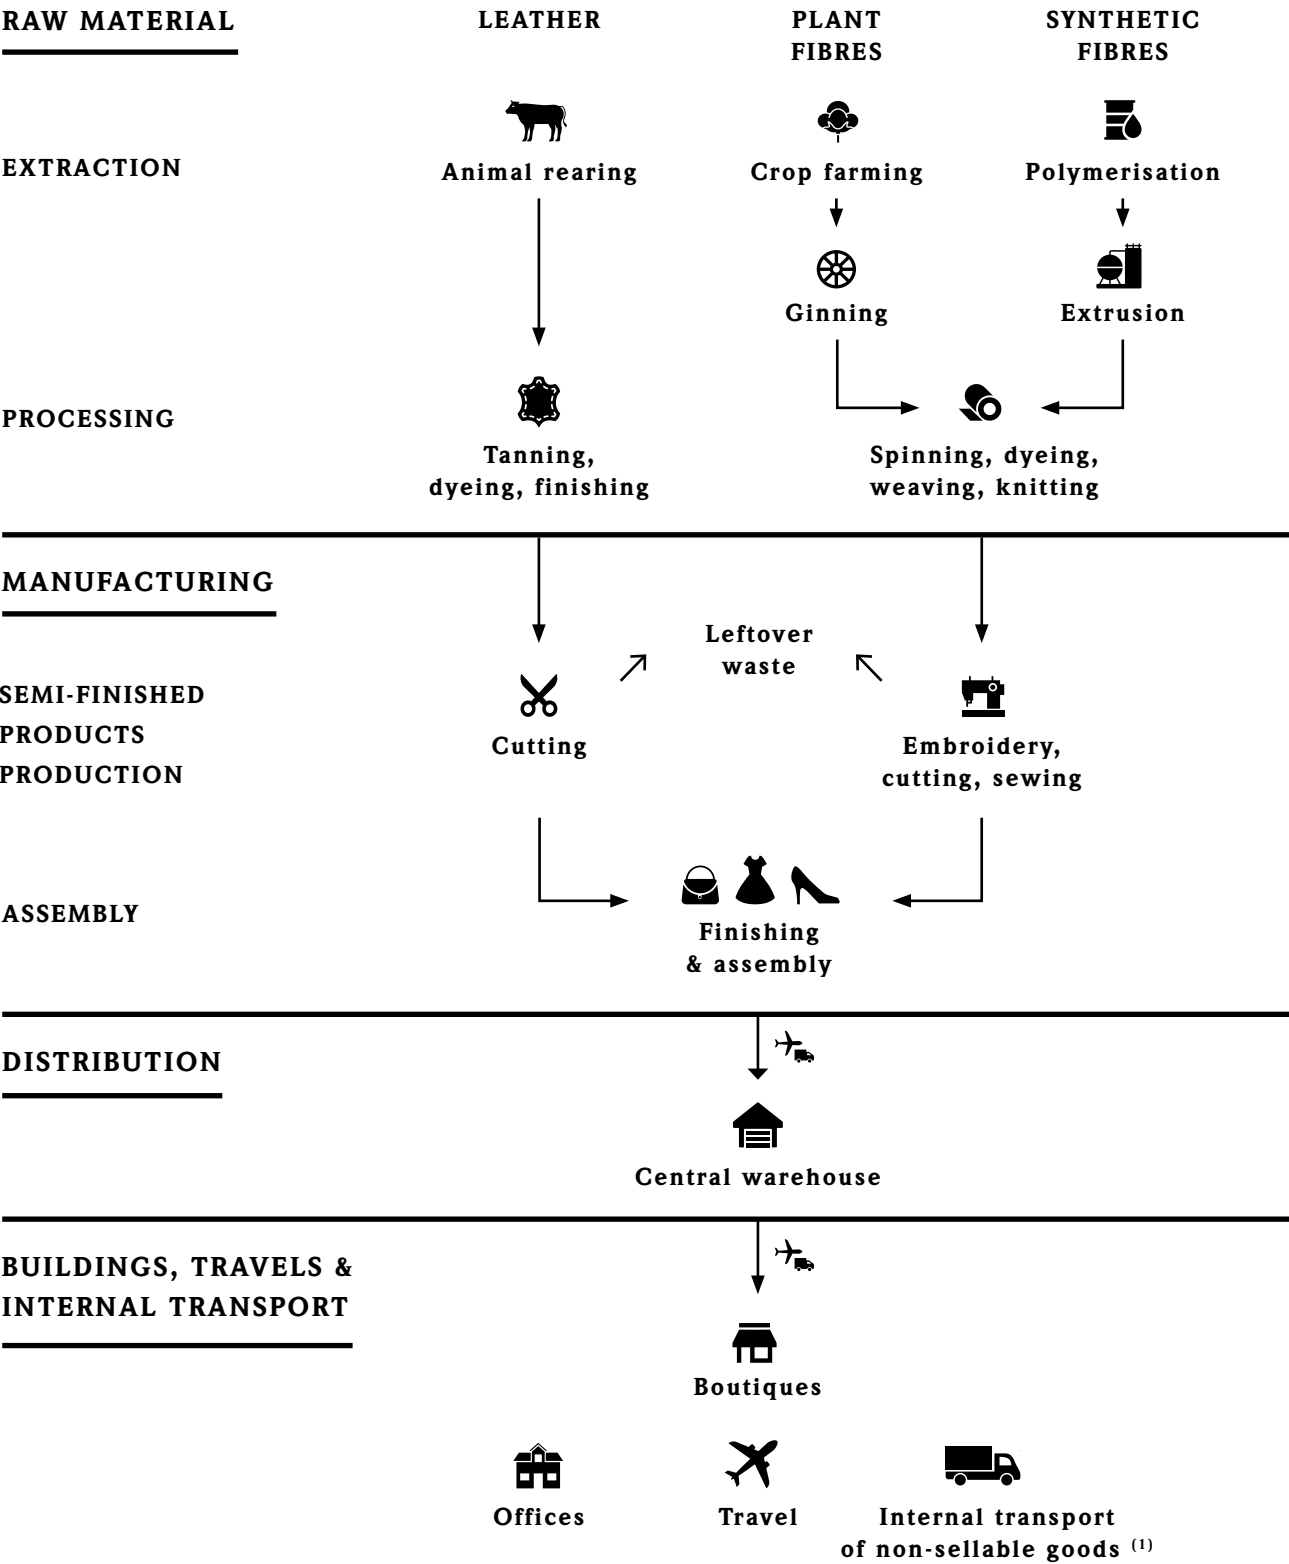 RAW MATERIAL
LEATHER
PLANT
FIBRES
SYNTHETIC
FIBRES
EXTRACTION
Animal rearing
Crop farming
Polymerisation
Ginning
Extrusion
PROCESSING
Tanning,
dyeing, finishing
Spinning, dyeing,
weaving, knitting
MANUFACTURING
Leftover
waste
SEMI-FINISHED
PRODUCTS
PRODUCTION
Cutting
Embroidery,
cutting, sewing
ASSEMBLY
Finishing
& assembly
DISTRIBUTION
Central warehouse
BUILDINGS, TRAVELS &
INTERNAL TRANSPORT
Boutiques
Offices
Travel
Internal transport
of non-sellable goods (1)